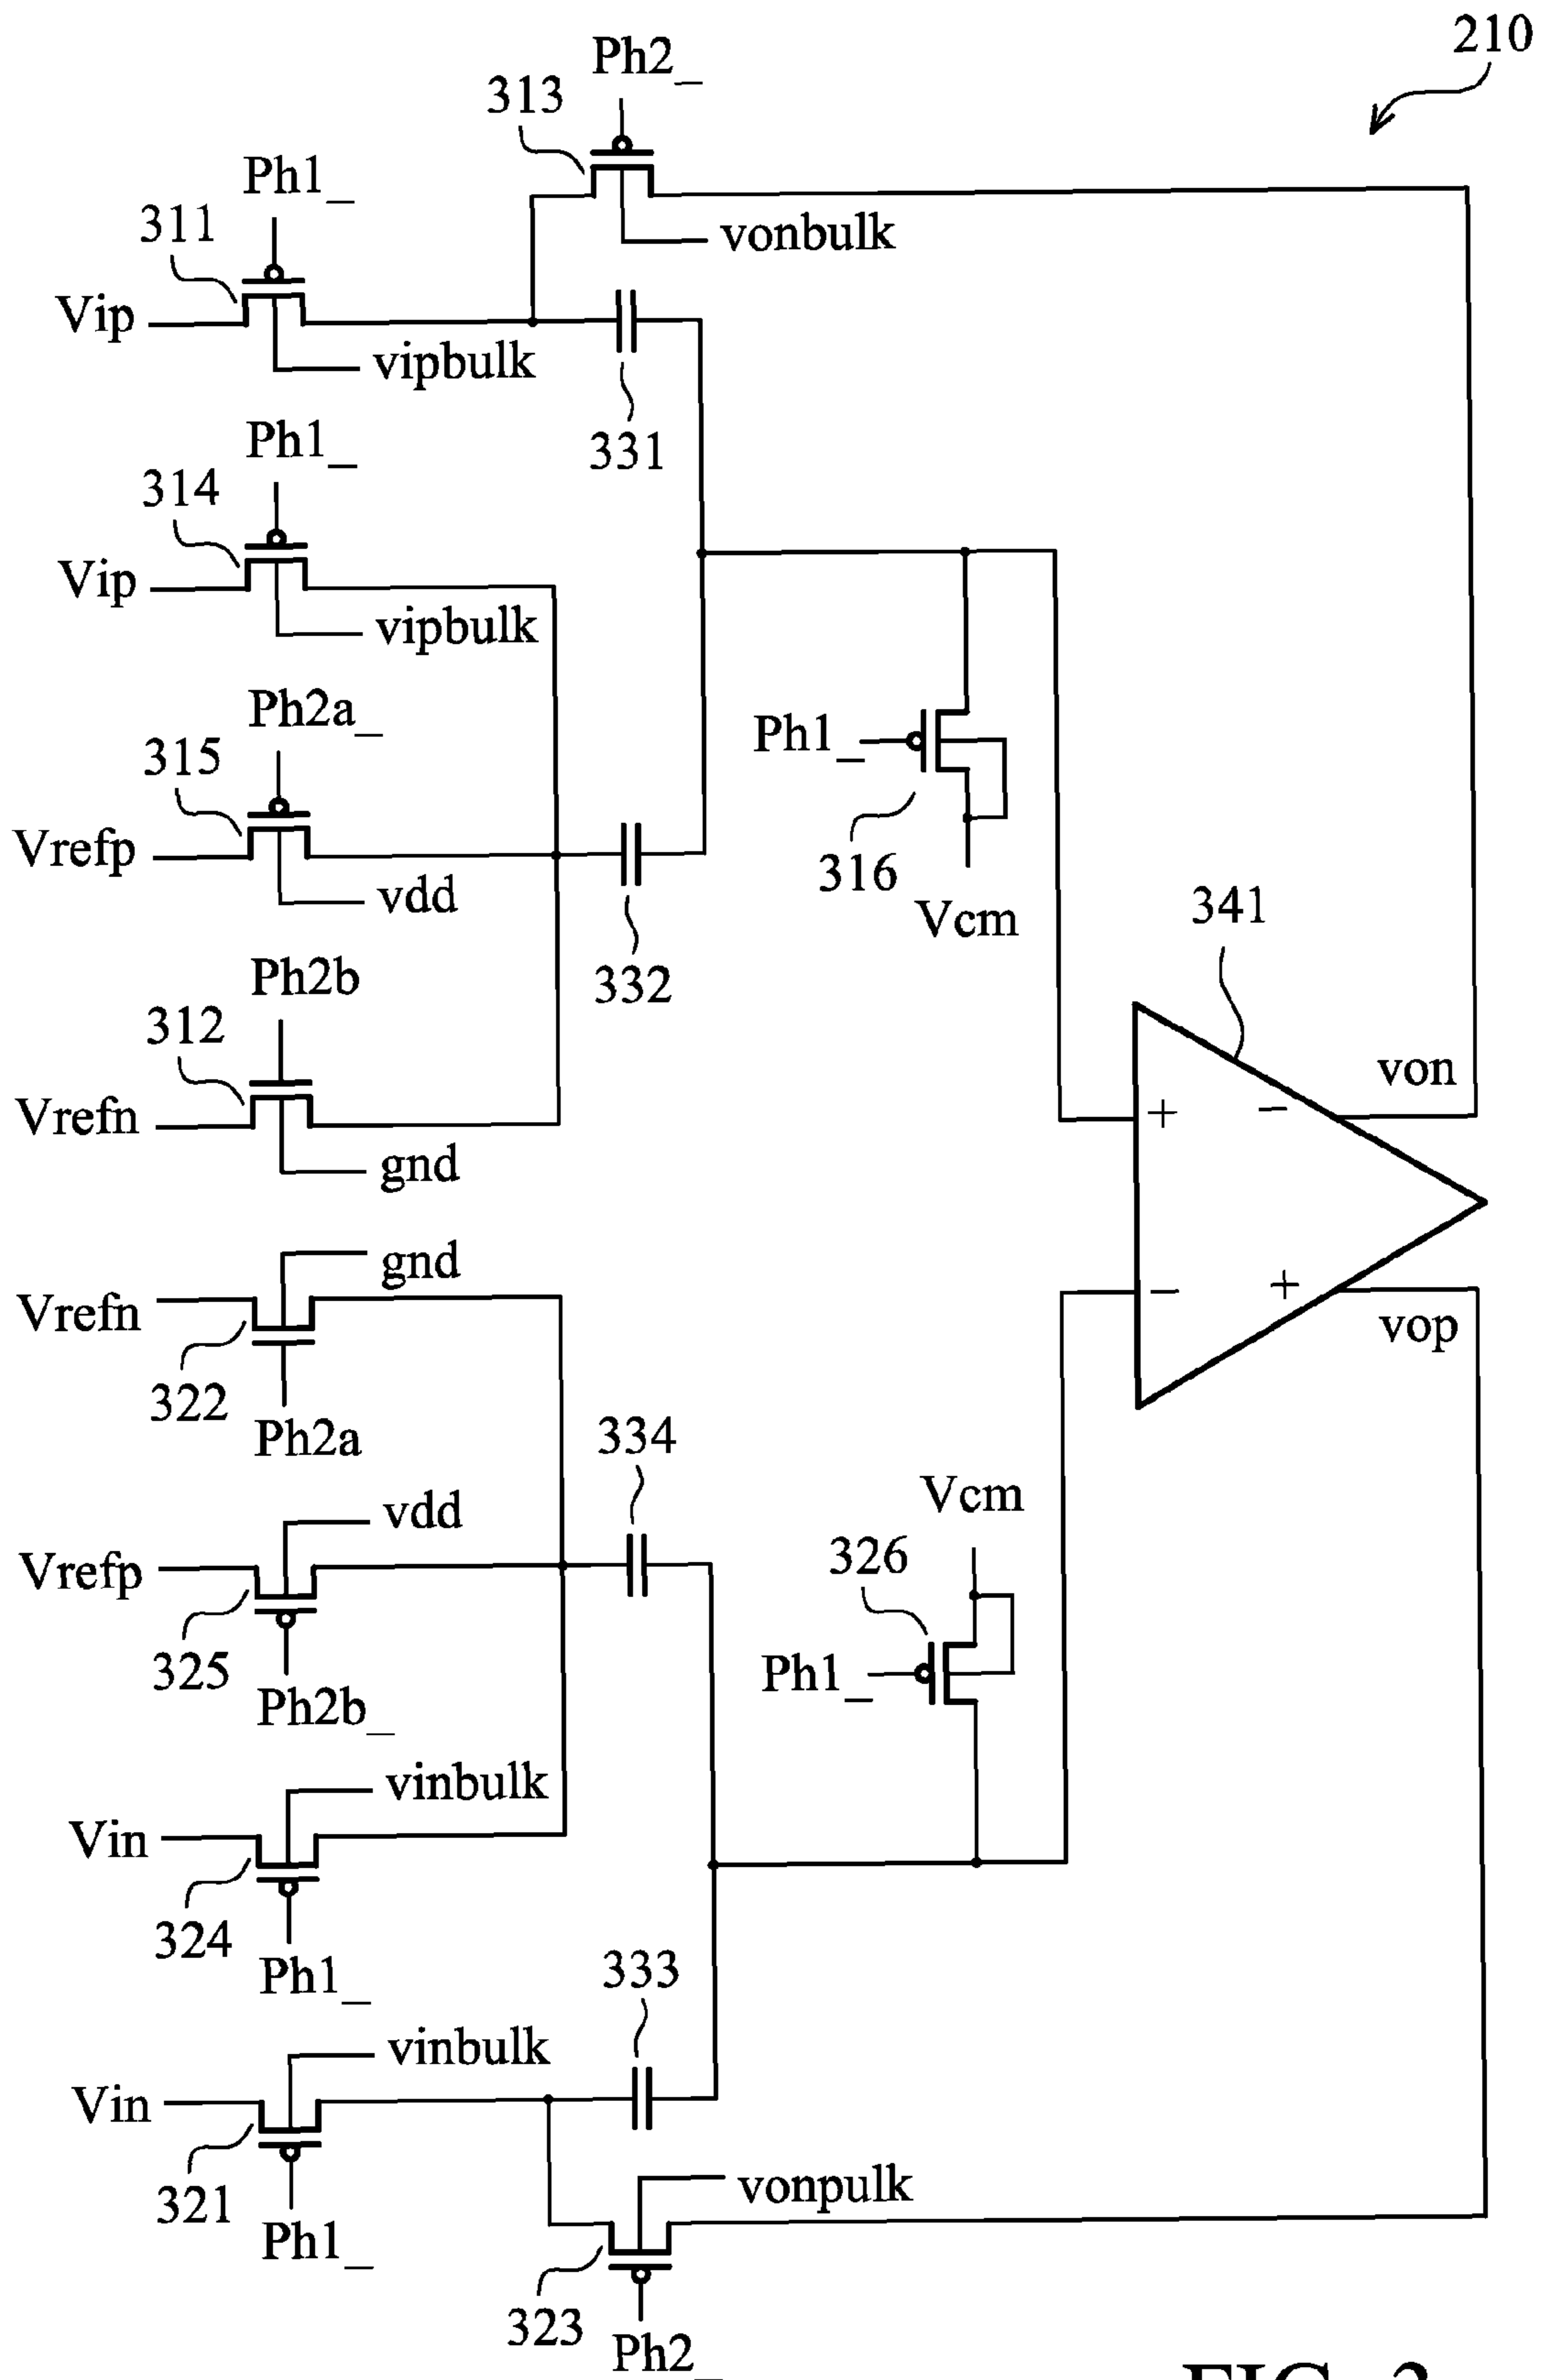 210
Ph2_
313
Ph1_
311
vonbulk
Vip
vipbulk
331
Ph1_
314
Vip
vipbulk
Ph2a_
315
Ph1_
Vrefp
316
vdd
Vcm
341
332
Ph2b
312
von
Vrefn
+
−
gnd
gnd
Vrefn
−
+
vop
322
Ph2a
334
vdd
Vcm
Vrefp
326
325
Ph1_
Ph2b_
vinbulk
Vin
324
Ph1_
333
vinbulk
Vin
321
vonpulk
Ph1_
323
Ph2_